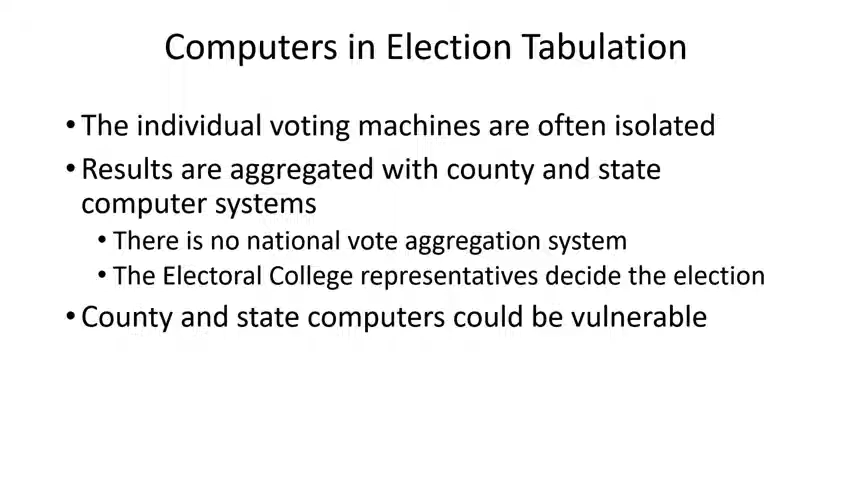 Computers in Election Tabulation
• The individual voting machines are often isolated
• Results are aggregated with county and state
computer systems
• There is no national vote aggregation system
• The Electoral College representatives decide the election
• County and state computers could be vulnerable